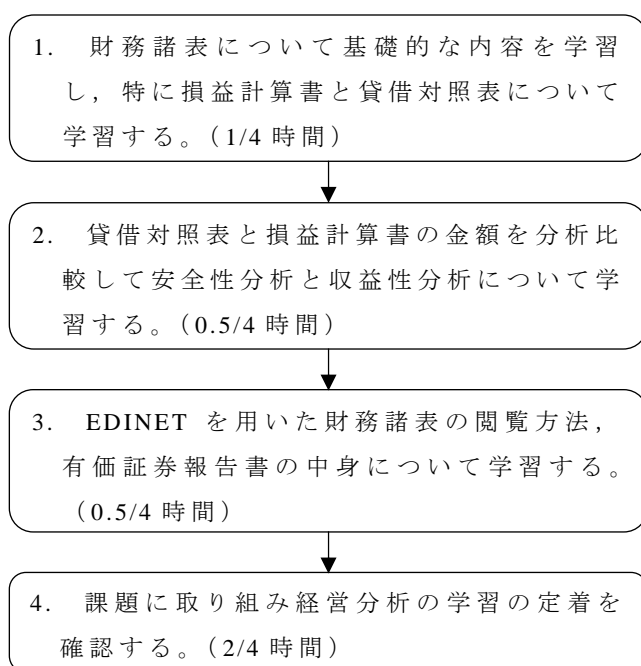 1. 財務諸表について基礎的な内容を学習
し，特に損益計算書と貸借対照表について
学習する。（1/4 時間）
2. 貸借対照表と損益計算書の金額を分析比
較して安全性分析と収益性分析について学
習する。（0.5/4 時間）
3. EDINET を用いた財務諸表の閲覧方法，
有価証券報告書の中身について学習する。
（0.5/4 時間）
4. 課題に取り組み経営分析の学習の定着を
確認する。（2/4 時間）